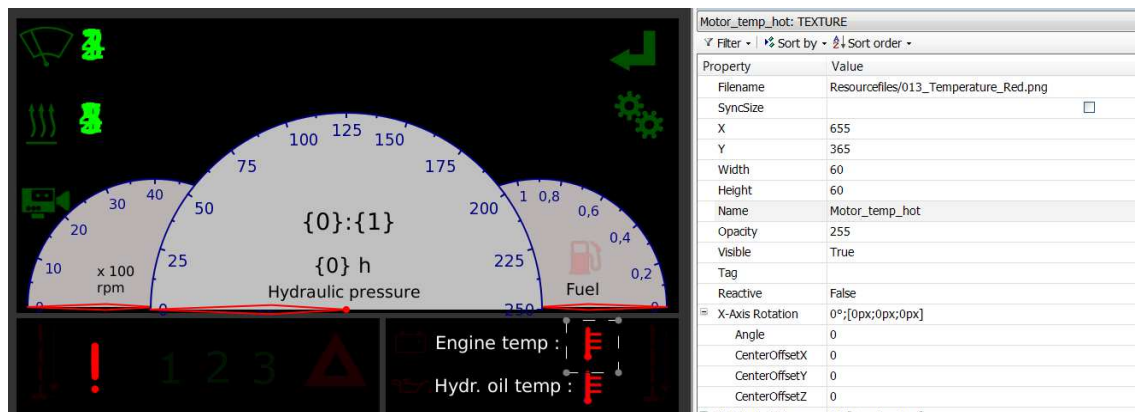 Motor_temp_hot: TEXTURE
Filter
Sort by
Sort order
Property Value
Filename Resourcefiles/013_Temperature_Red.png
SyncSize
X 655
Y 365
Width 60
Height 60
Name Motor_temp_hot
Opacity 255
Visible True
Tag
Reactive False
X-Axis Rotation 0°;[0px;0px;0px]
Angle 0
CenterOffsetX 0
CenterOffsetY 0
CenterOffsetZ 0
0
10
20
30
40
x 100
rpm
0
25
50
75
100
125
150
175
200
225
250
{0}:{1}
{0} h
Hydraulic pressure
1
0,8
0,6
0,4
0,2
0
Fuel
!
1 2 3
Engine temp :
Hydr. oil temp :